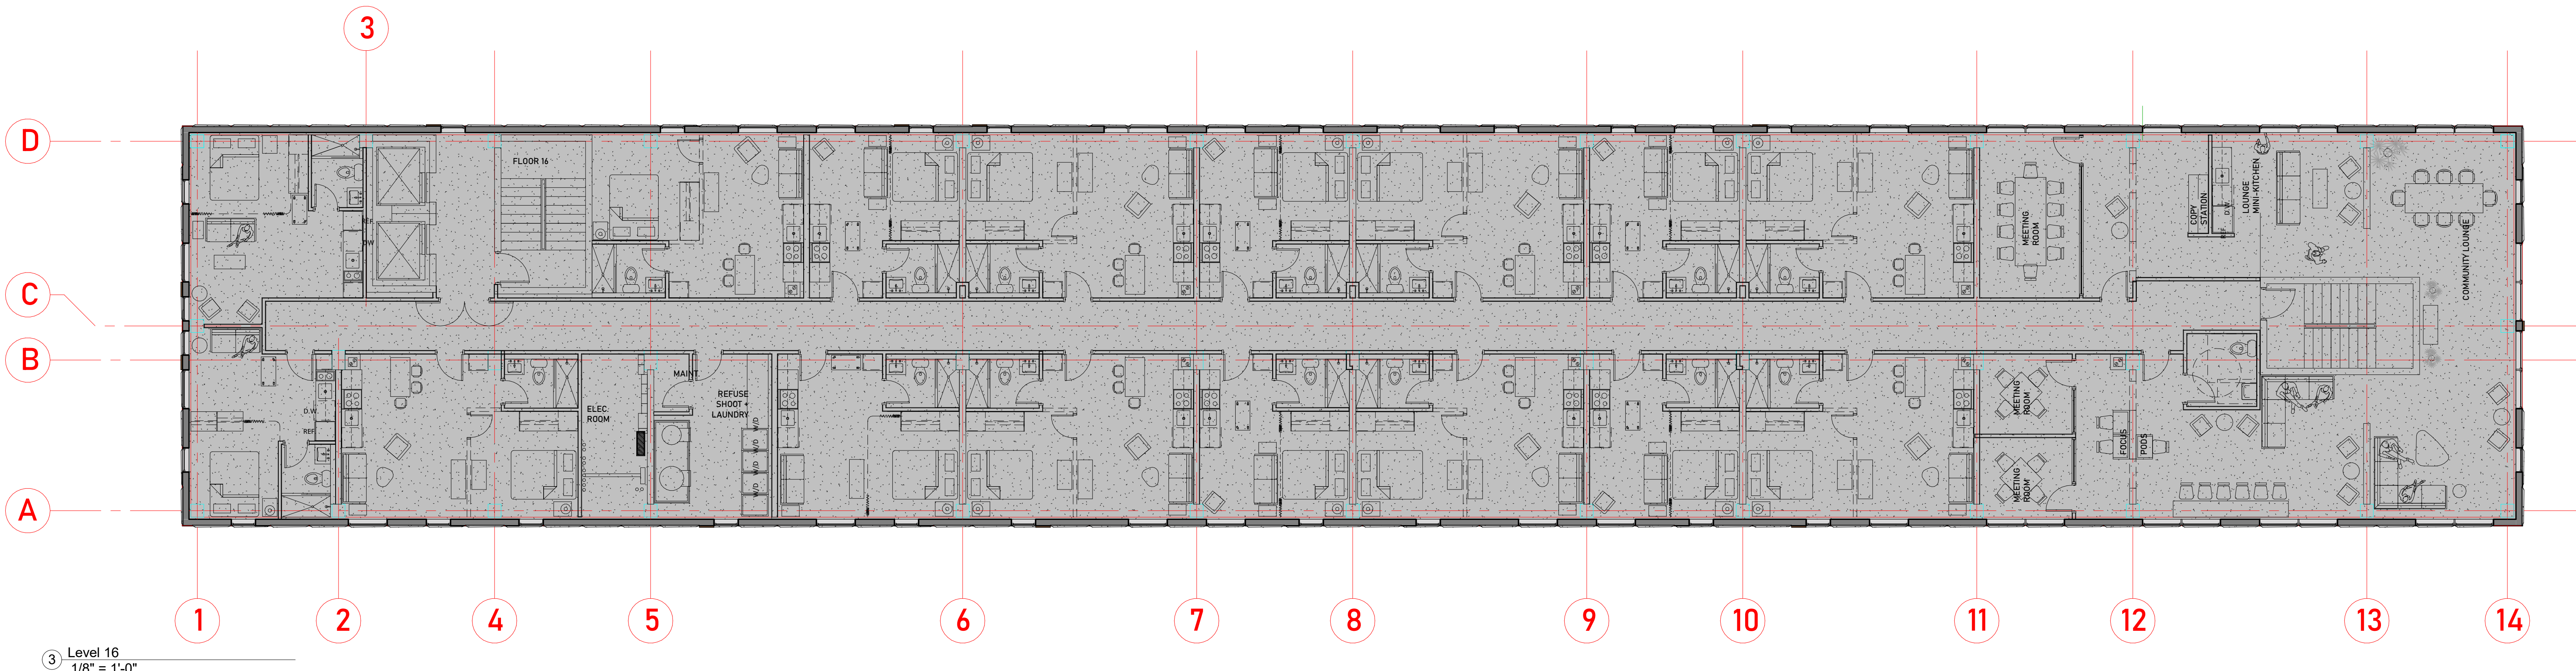 3
D
FLOOR 16
REF.
DW
COPY
STATION
D.W.
REF.
LOUNGE
MINI-KITCHEN
MEETING
ROOM
COMMUNITY LOUNGE
C
B
MAINT.
REFUSE
SHOOT +
LAUNDRY
ELEC.
ROOM
D.W.
REF.
W/D
W/D
W/D
W/D
MEETING
ROOM
FOCUS
PODS
MEETING
ROOM
A
1
2
4
5
6
7
8
9
10
11
12
13
14
3
Level 16
1/8" = 1'-0"